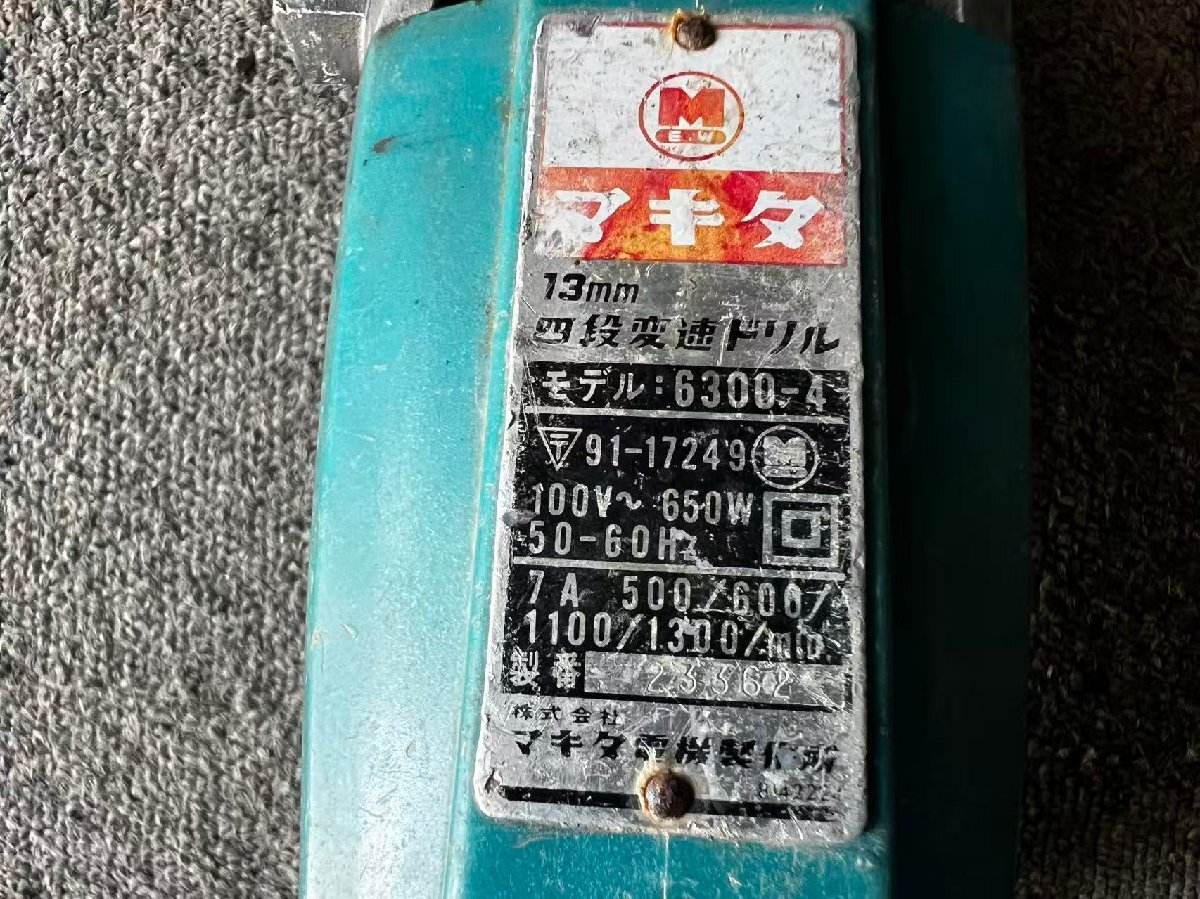 M
E W
マキタ
13mm
四段変速ドリル
モデル:6300-4
〒91-17249 M
100V~ 650W
50-60Hz
7A 500/600/
1100/1300/min.
製番 23362
株式会社
マキタ電機製作所